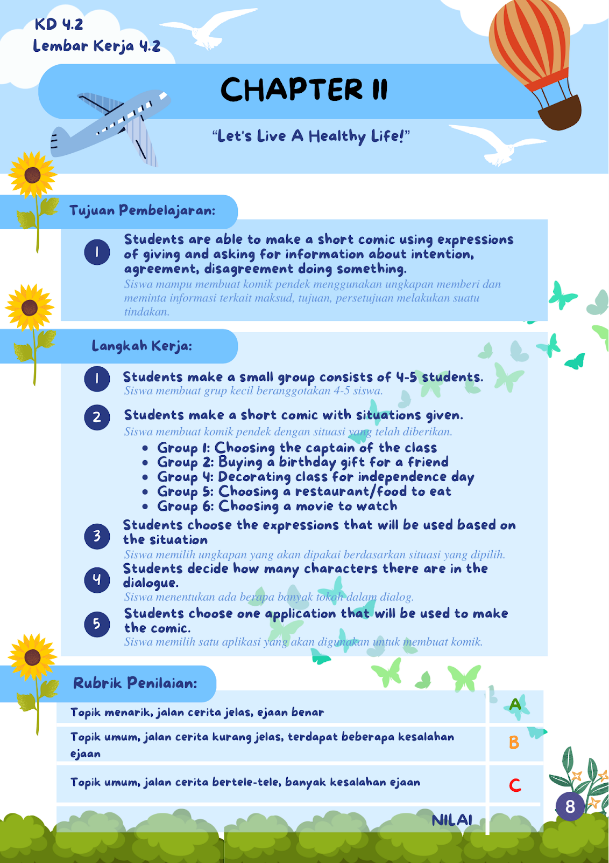 KD 4.2
Lembar Kerja 4.2
CHAPTER II
"Let's Live A Healthy Life!"
Tujuan Pembelajaran:
1 Students are able to make a short comic using expressions
of giving and asking for information about intention,
agreement, disagreement doing something.
Siswa mampu membuat komik pendek menggunakan ungkapan memberi dan
meminta informasi terkait maksud, tujuan, persetujuan melakukan suatu
tindakan.
Langkah Kerja:
1 Students make a small group consists of 4-5 students.
Siswa membuat grup kecil beranggotakan 4-5 siswa.
2 Students make a short comic with situations given.
Siswa membuat komik pendek dengan situasi yang telah diberikan.
• Group 1: Choosing the captain of the class
• Group 2: Buying a birthday gift for a friend
• Group 4: Decorating class for independence day
• Group 5: Choosing a restaurant/food to eat
• Group 6: Choosing a movie to watch
3 Students choose the expressions that will be used based on
the situation
Siswa memilih ungkapan yang akan dipakai berdasarkan situasi yang dipilih.
4 Students decide how many characters there are in the
dialogue.
Siswa menentukan ada berapa banyak tokoh dalam dialog.
5 Students choose one application that will be used to make
the comic.
Siswa memilih satu aplikasi yang akan digunakan untuk membuat komik.
Rubrik Penilaian:
Topik menarik, jalan cerita jelas, ejaan benar A
Topik umum, jalan cerita kurang jelas, terdapat beberapa kesalahan
ejaan B
Topik umum, jalan cerita bertele-tele, banyak kesalahan ejaan C
NILAI
8